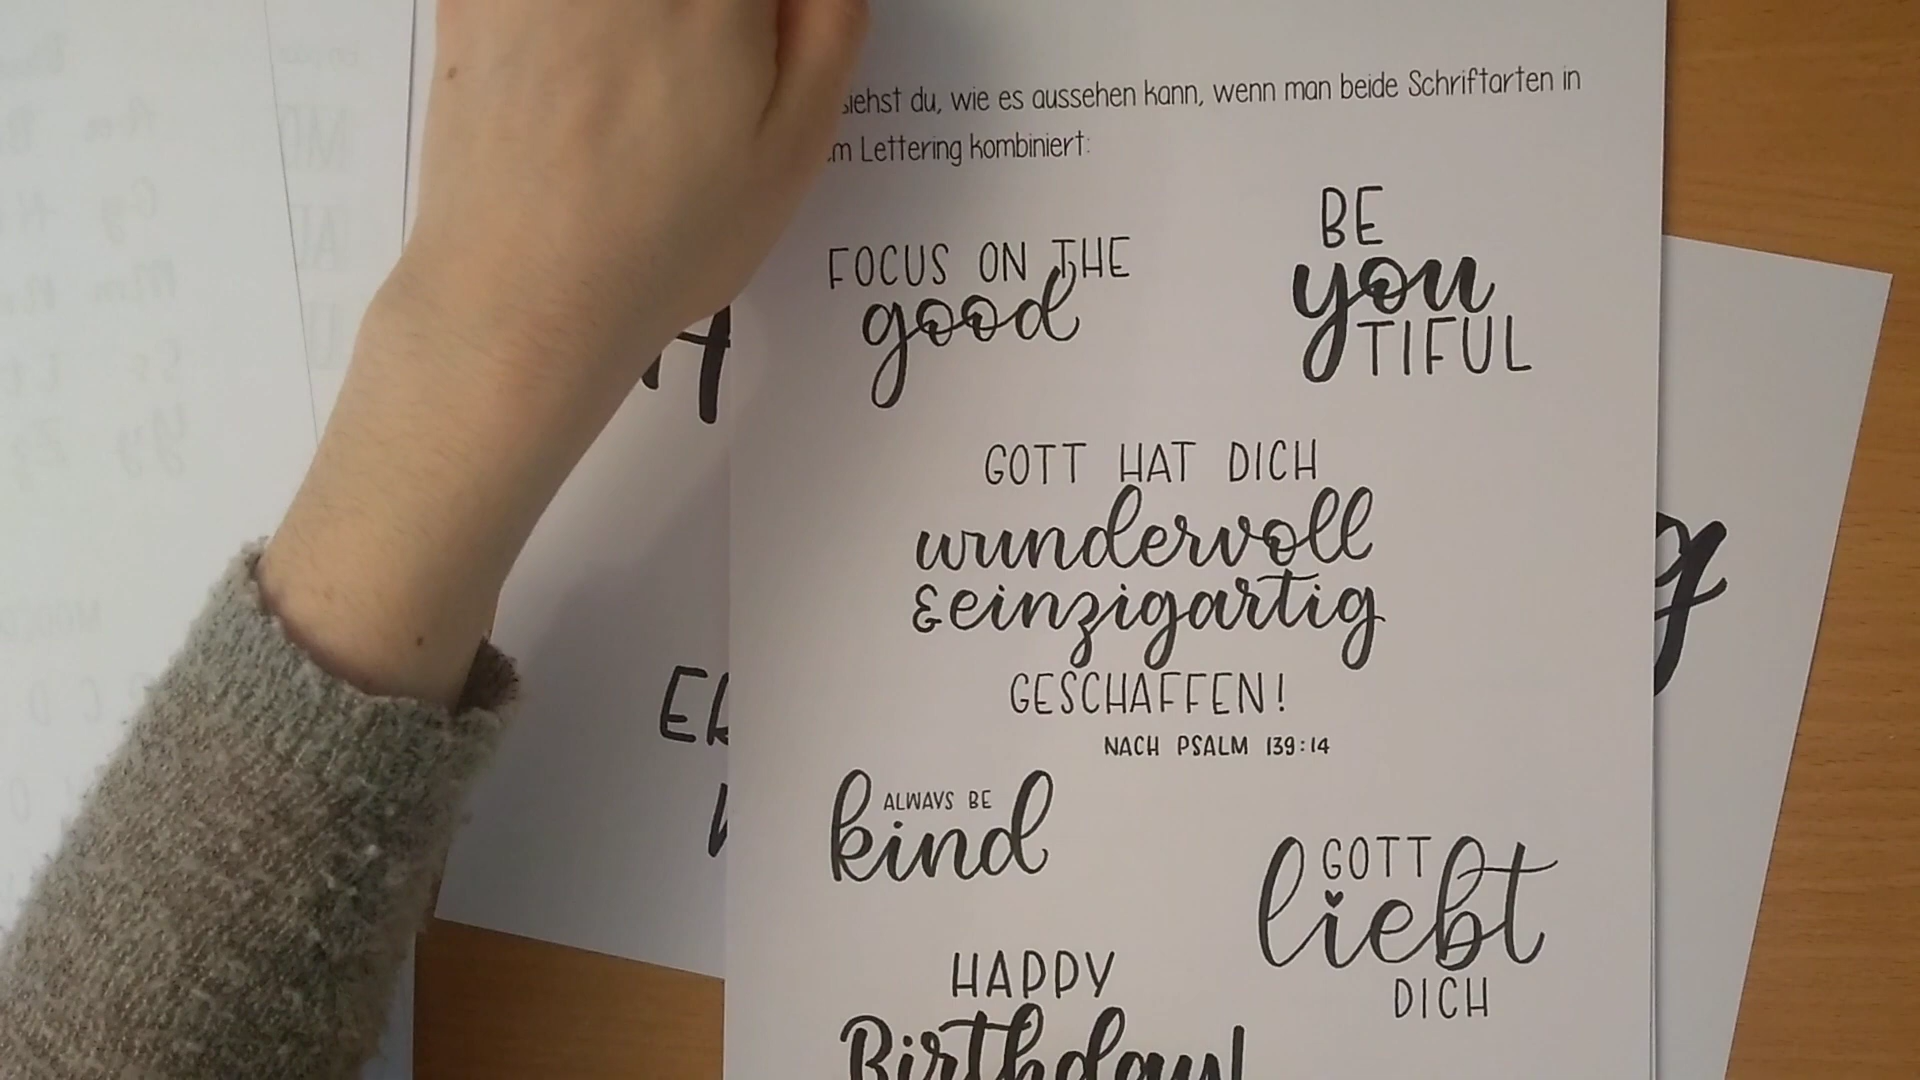 siehst du, wie es aussehen kann, wenn man beide Schriftarten in
m Lettering kombiniert:
FOCUS ON THE
good
BE
you
TIFUL
GOTT HAT DICH
wundervoll
& einzigartig
GESCHAFFEN!
NACH PSALM 139:14
ALWAYS BE
kind
GOTT
liebt
DICH
HAPPY
Birthday!